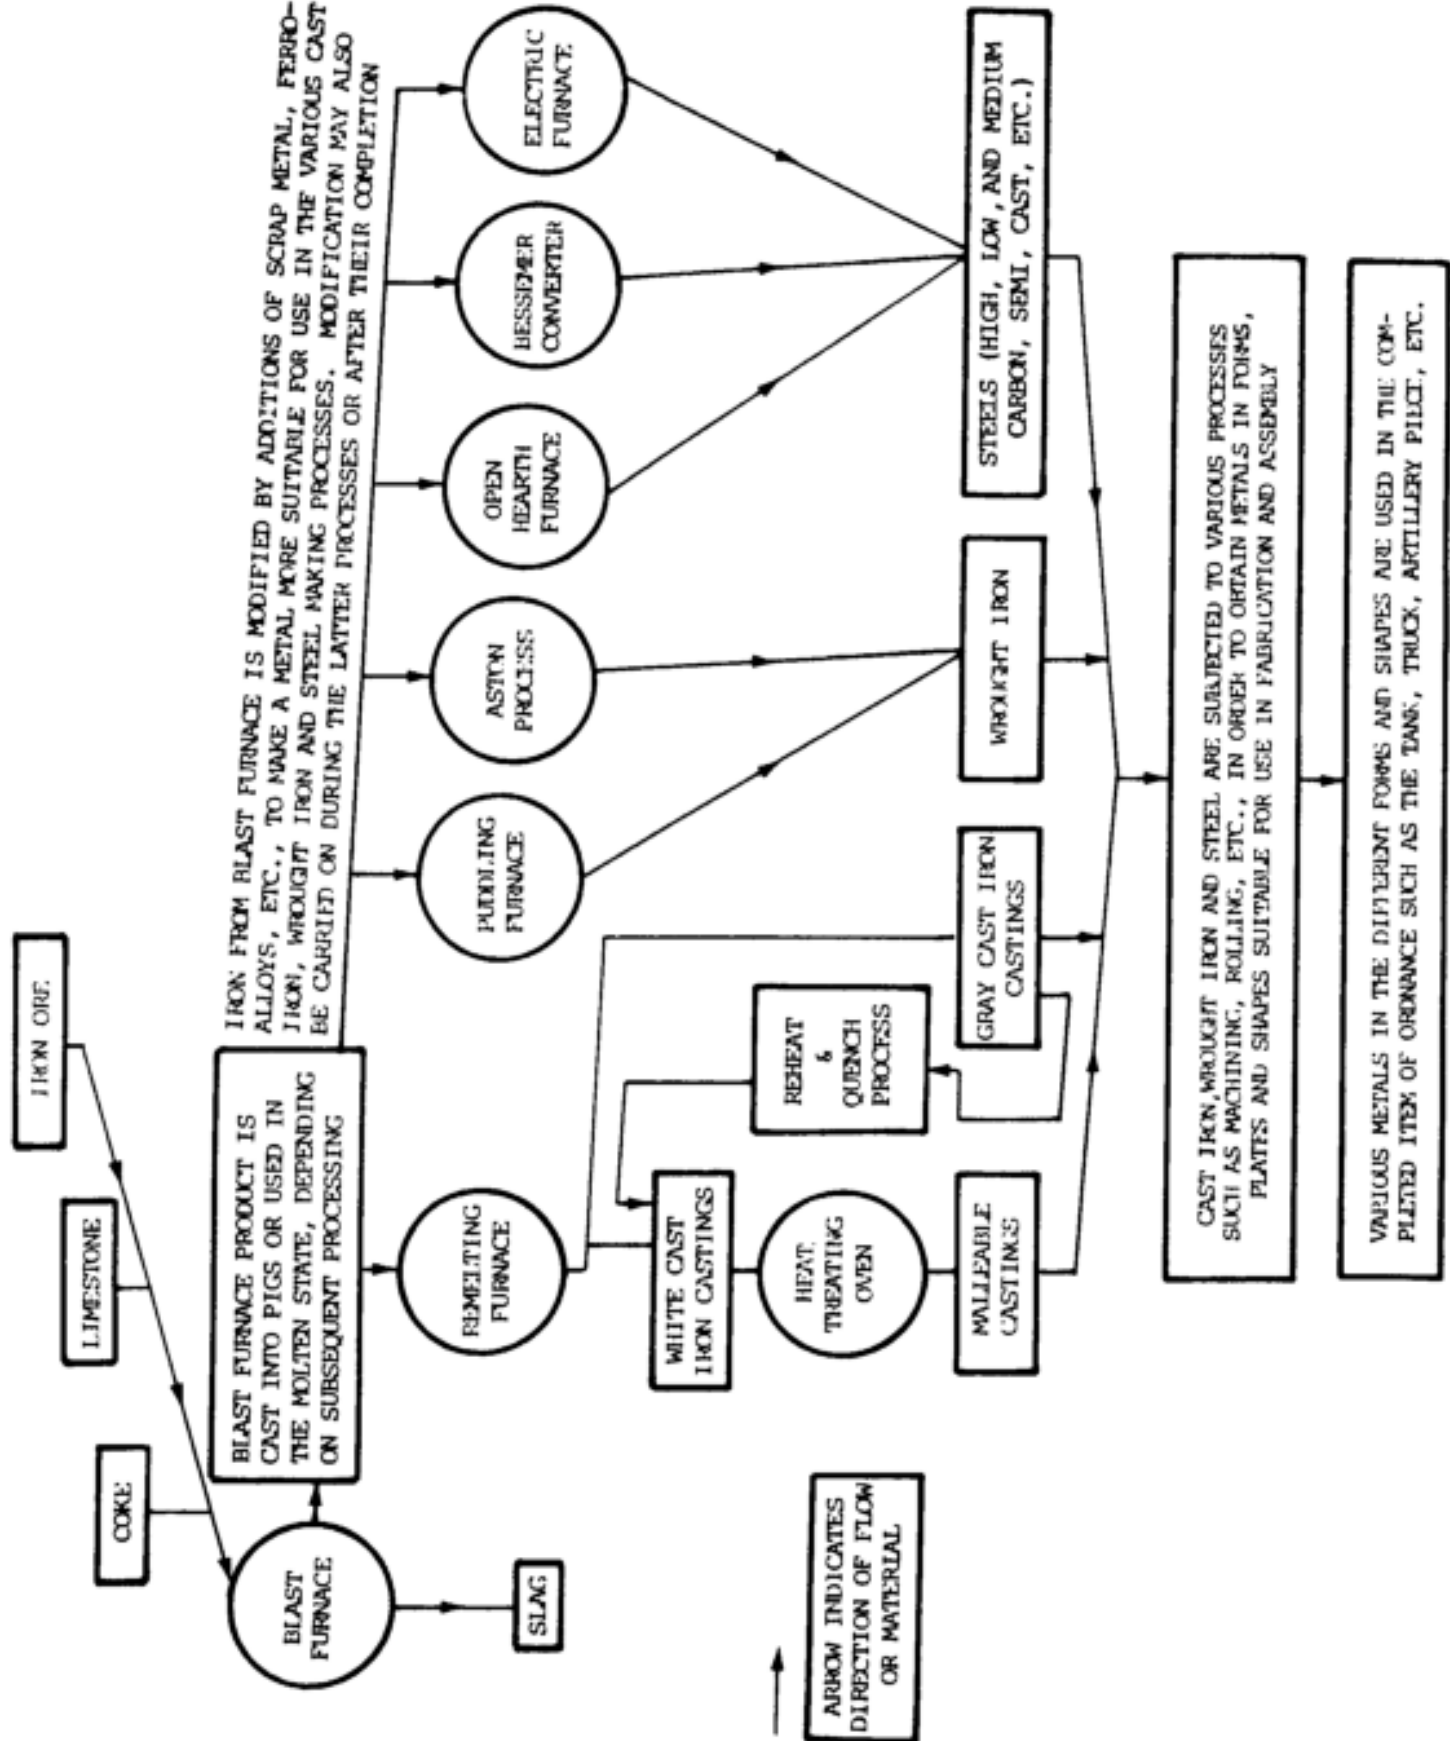 IRON ORE
LIMESTONE
COKE
BLAST
FURNACE
SLAG
BLAST FURNACE PRODUCT IS
CAST INTO PIGS OR USED IN
THE MOLTEN STATE, DEPENDING
ON SUBSEQUENT PROCESSING
IRON FROM BLAST FURNACE IS MODIFIED BY ADDITIONS OF SCRAP METAL, FERRO-
ALLOYS, ETC., TO MAKE A METAL MORE SUITABLE FOR USE IN THE VARIOUS CAST
IRON, WROUGHT IRON AND STEEL MAKING PROCESSES. MODIFICATION MAY ALSO
BE CARRIED ON DURING THE LATTER PROCESSES OR AFTER THEIR COMPLETION
REMELTING
FURNACE
PUDDLING
FURNACE
ASTON
PROCESS
OPEN
HEARTH
FURNACE
BESSEMER
CONVERTER
ELECTRIC
FURNACE
WHITE CAST
IRON CASTINGS
REHEAT
&
QUENCH
PROCESS
HEAT.
TREATING
OVEN
MALLEABLE
CASTINGS
GRAY CAST IRON
CASTINGS
WROUGHT IRON
STEELS (HIGH, LOW, AND MEDIUM
CARBON, SEMI, CAST, ETC.)
ARROW INDICATES
DIRECTION OF FLOW
OR MATERIAL
CAST IRON,WROUGHT IRON AND STEEL ARE SUBJECTED TO VARIOUS PROCESSES
SUCH AS MACHINING, ROLLING, ETC., IN ORDER TO OBTAIN METALS IN FORMS,
PLATES AND SHAPES SUITABLE FOR USE IN FABRICATION AND ASSEMBLY
VARIOUS METALS IN THE DIFFERENT FORMS AND SHAPES ARE USED IN THE COM-
PLETED ITEM OF ORDNANCE SUCH AS THE TANK, TRUCK, ARTILLERY PIECE, ETC.